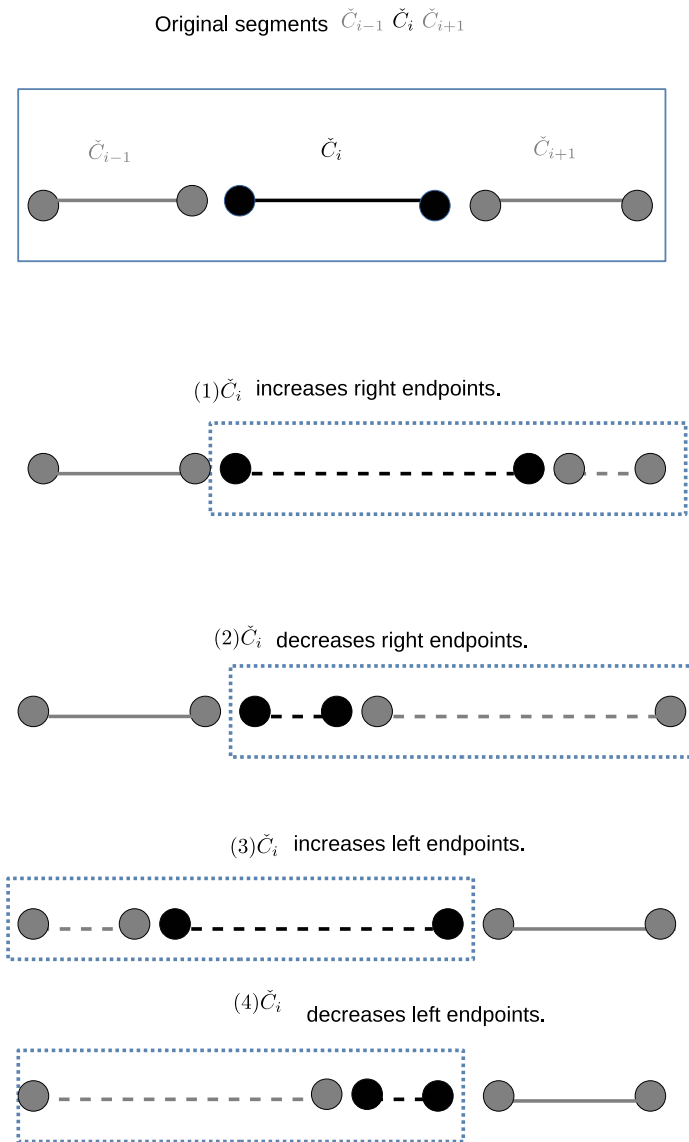 Original segments Č_{i−1} Č_i Č_{i+1}
Č_{i−1} Č_i Č_{i+1}
(1)Č_i increases right endpoints.
(2)Č_i decreases right endpoints.
(3)Č_i increases left endpoints.
(4)Č_i decreases left endpoints.